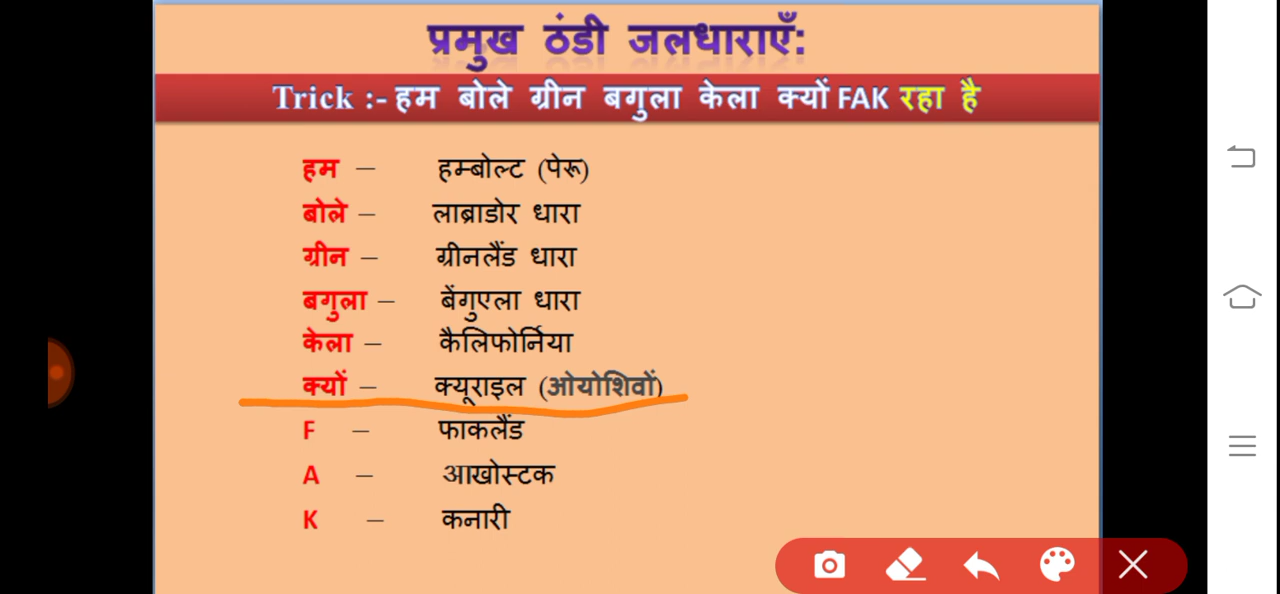 प्रमुख ठंडी जलधाराएँ:
Trick :- हम बोले ग्रीन बगुला केला क्यों FAK रहा है
हम – हम्बोल्ट (पेरू)
बोले – लाब्राडोर धारा
ग्रीन – ग्रीनलैंड धारा
बगुला – बेंगुएला धारा
केला – कैलिफोर्निया
क्यों – क्यूराइल (ओयोशिवों)
F – फाकलैंड
A – आखोस्टक
K – कनारी